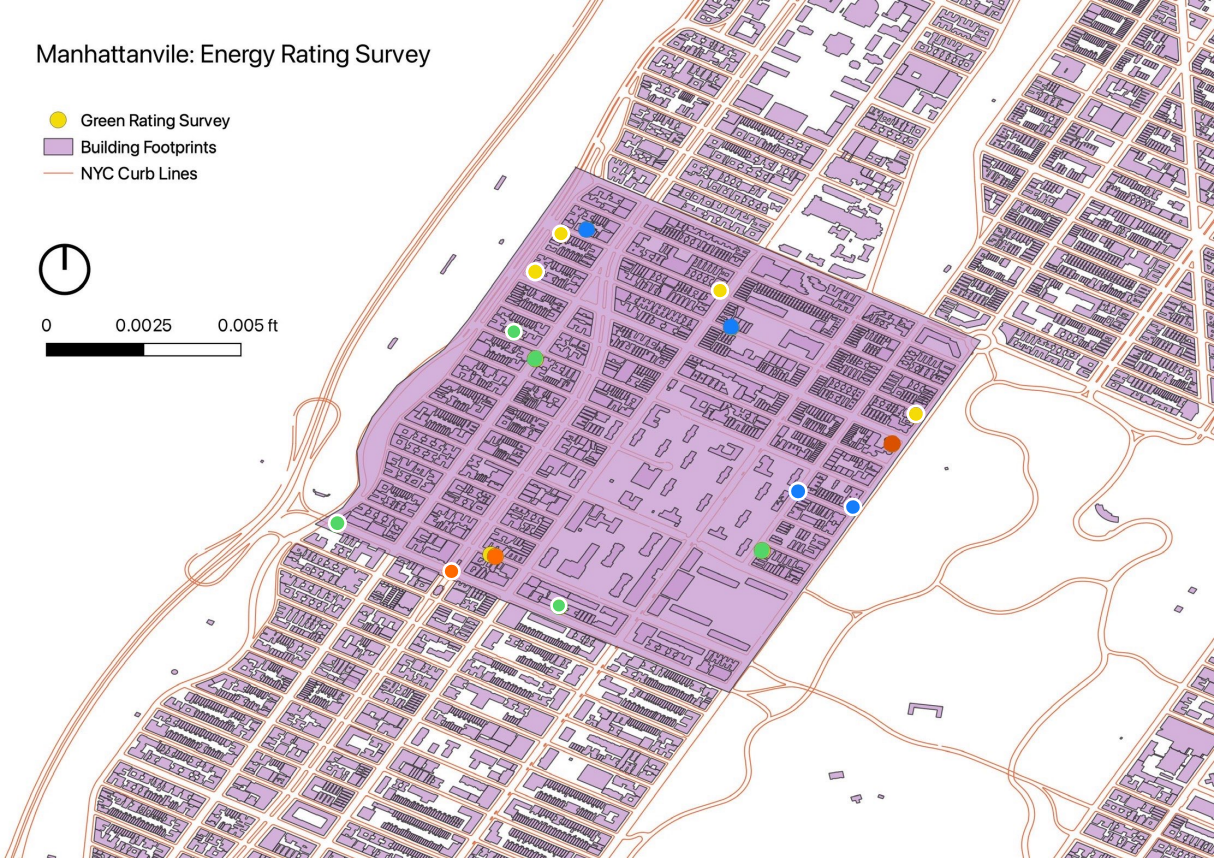 Manhattanvile: Energy Rating Survey
Green Rating Survey
Building Footprints
NYC Curb Lines
0 0.0025 0.005 ft